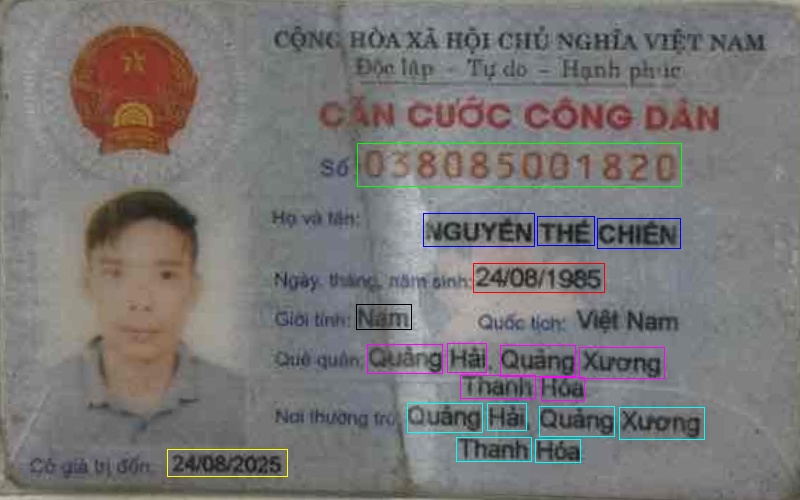 CỘNG HÒA XÃ HỘI CHỦ NGHĨA VIỆT NAM
Độc lập - Tự do - Hạnh phúc
CĂN CƯỚC CÔNG DÂN
Số 038085001820
Họ và tên: NGUYỄN THẾ CHIẾN
Ngày, tháng, năm sinh: 24/08/1985
Giới tính: Nam Quốc tịch: Việt Nam
Quê quán: Quảng Hải, Quảng Xương
Thanh Hóa
Nơi thường trú: Quảng Hải, Quảng Xương
Thanh Hóa
Có giá trị đến: 24/08/2025